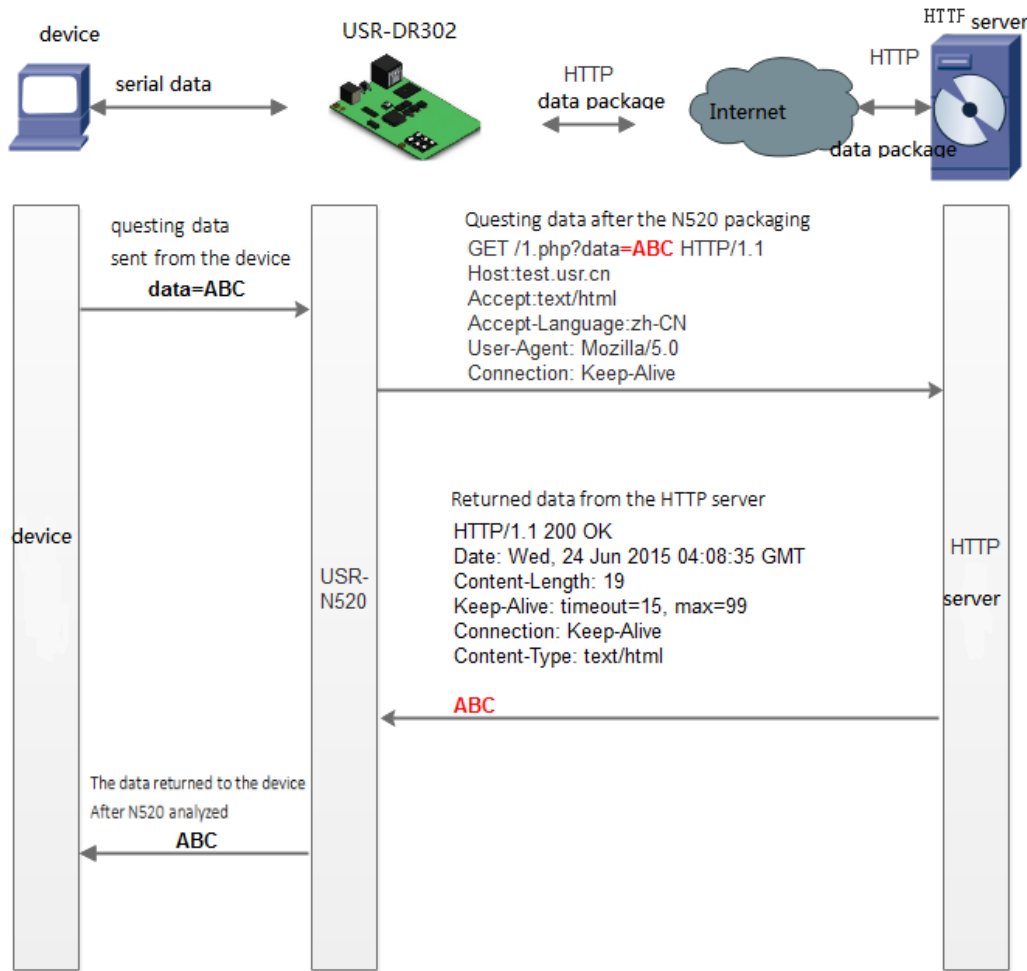 device
USR-DR302
HTTF server
serial data
HTTP
data package
Internet
HTTP
data package
questing data
sent from the device
data=ABC
Questing data after the N520 packaging
GET /1.php?data=ABC HTTP/1.1
Host:test.usr.cn
Accept:text/html
Accept-Language:zh-CN
User-Agent: Mozilla/5.0
Connection: Keep-Alive
Returned data from the HTTP server
HTTP/1.1 200 OK
Date: Wed, 24 Jun 2015 04:08:35 GMT
Content-Length: 19
Keep-Alive: timeout=15, max=99
Connection: Keep-Alive
Content-Type: text/html
ABC
device
USR-
N520
HTTP
server
The data returned to the device
After N520 analyzed
ABC